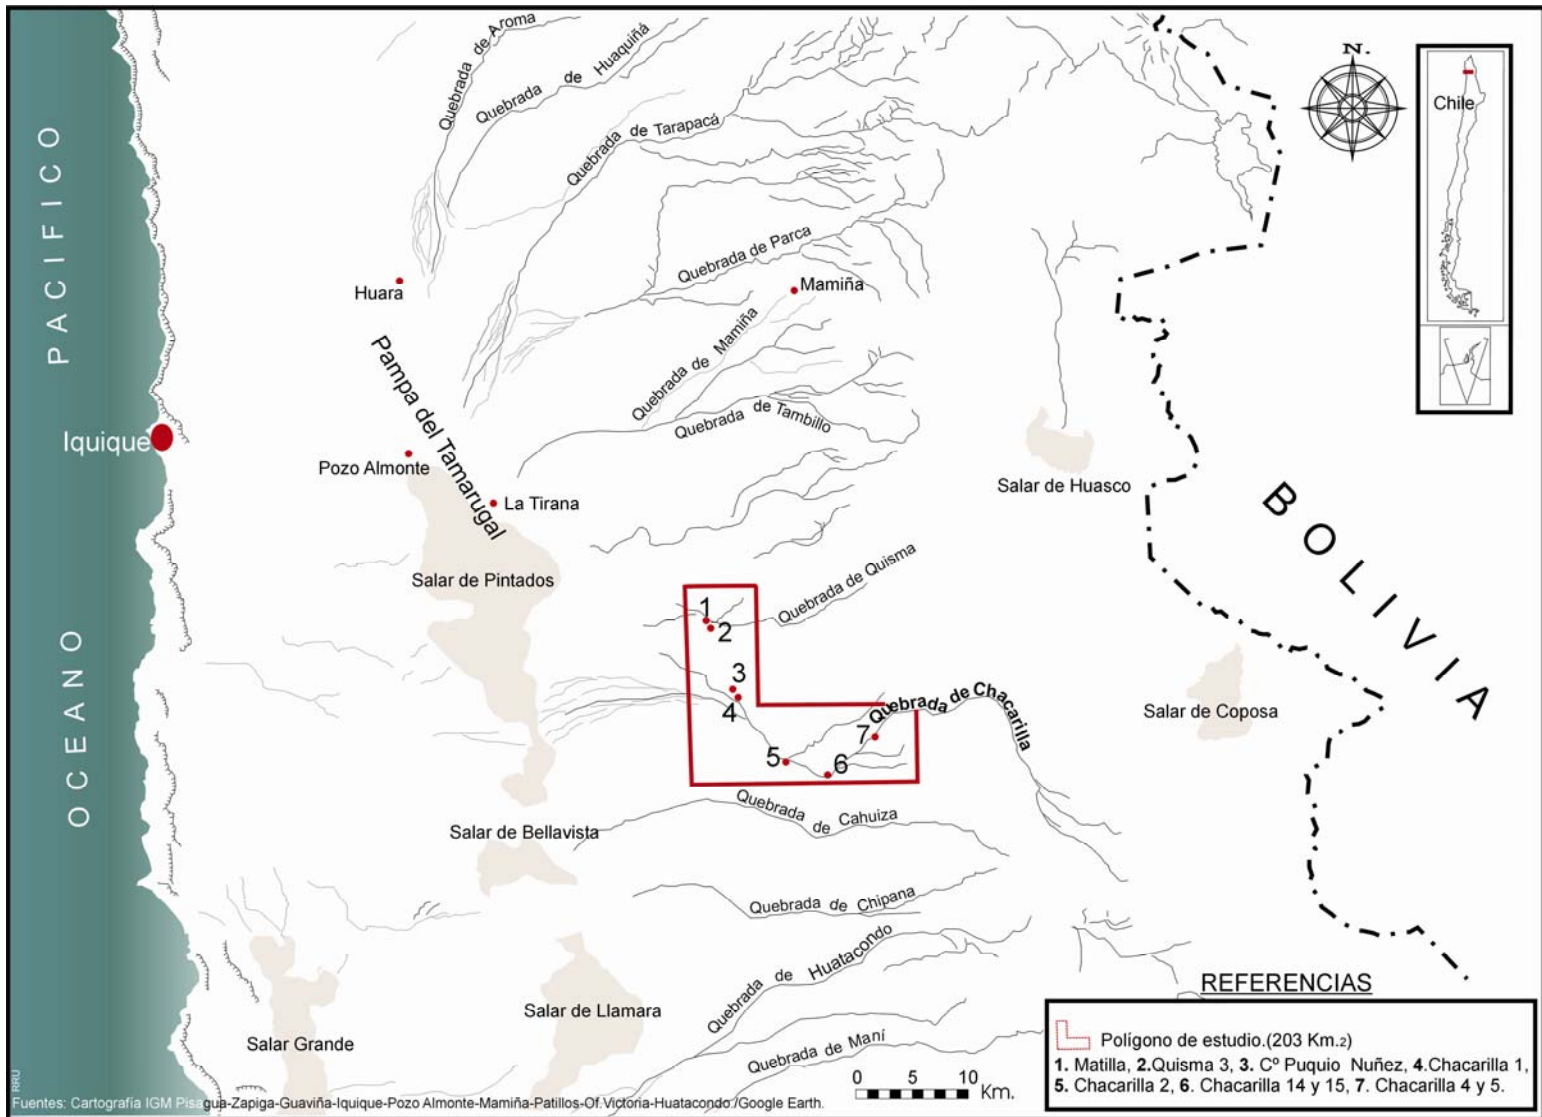 Quebrada de Aroma
Quebrada de Huaquiñá
Quebrada de Tarapacá
N.
Chile
PACIFICO
Quebrada de Parca
Huara
Mamiña
Pampa del Tamarugal
Quebrada de Mamiña
Quebrada de Tambillo
Iquique
Pozo Almonte
La Tirana
Salar de Huasco
BOLIVIA
Salar de Pintados
Quebrada de Quisma
1
2
OCEANO
3
4
Quebrada de Chacarilla
Salar de Coposa
7
5
6
Quebrada de Cahuiza
Salar de Bellavista
Quebrada de Chipana
Quebrada de Huatacondo
Salar de Llamara
Salar Grande
Quebrada de Maní
REFERENCIAS
Polígono de estudio.(203 Km.2)
1. Matilla, 2.Quisma 3, 3. Cº Puquio Nuñez, 4.Chacarilla 1,
5. Chacarilla 2, 6. Chacarilla 14 y 15, 7. Chacarilla 4 y 5.
0 5 10
Km.
RRU
Fuentes: Cartografía IGM Pisagua-Zapiga-Guaviña-Iquique-Pozo Almonte-Mamiña-Patillos-Of.Victoria-Huatacondo./Google Earth.